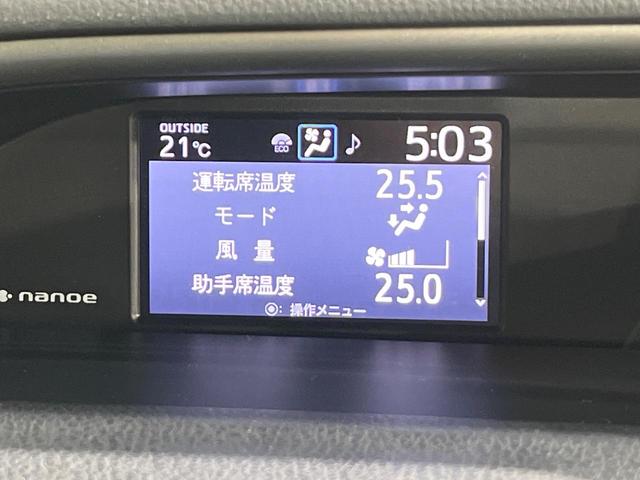 OUTSIDE
21℃ ECO 5:03
運転席温度 25.5
モード
風量
助手席温度 25.0
◎: 操作メニュー
nanoe